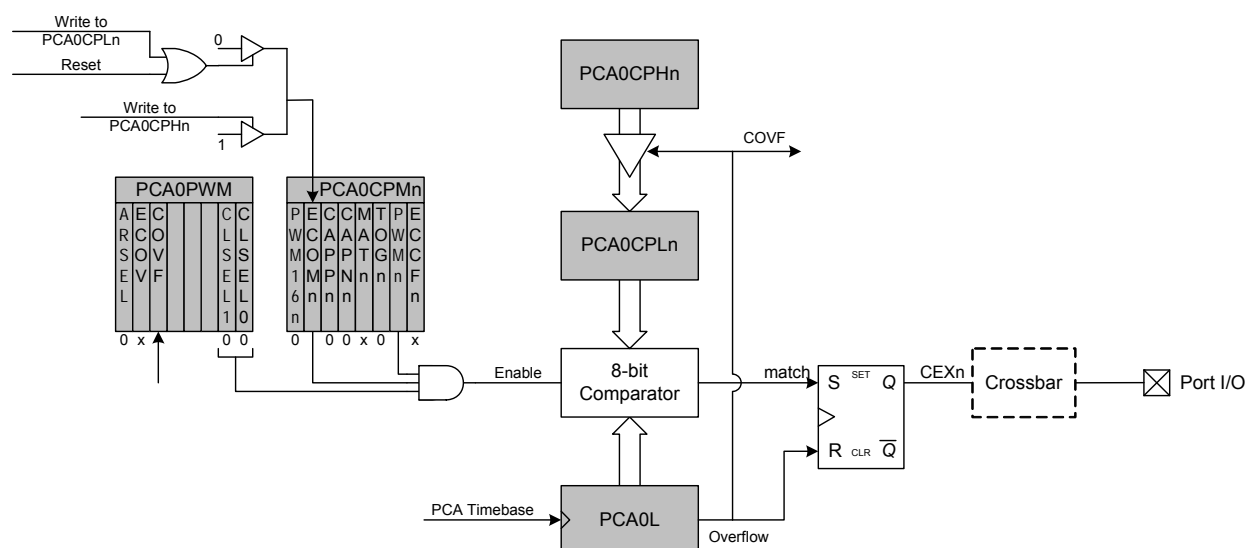 Write to
PCA0CPLn
Reset
0
Write to
PCA0CPHn
1
PCA0CPHn
COVF
PCA0PWM
ARSEL
ECOV
COVF
CLSEL1
CLSEL0
0 x 0 0
PCA0CPMn
PWM16n
ECOMn
CAPPn
CAPNn
MATn
TOGn
PWMn
ECCFn
0 0 0 x 0 x
PCA0CPLn
Enable
8-bit
Comparator
match
S SET Q
R CLR Q
CEXn
Crossbar
Port I/O
PCA Timebase
PCA0L
Overflow